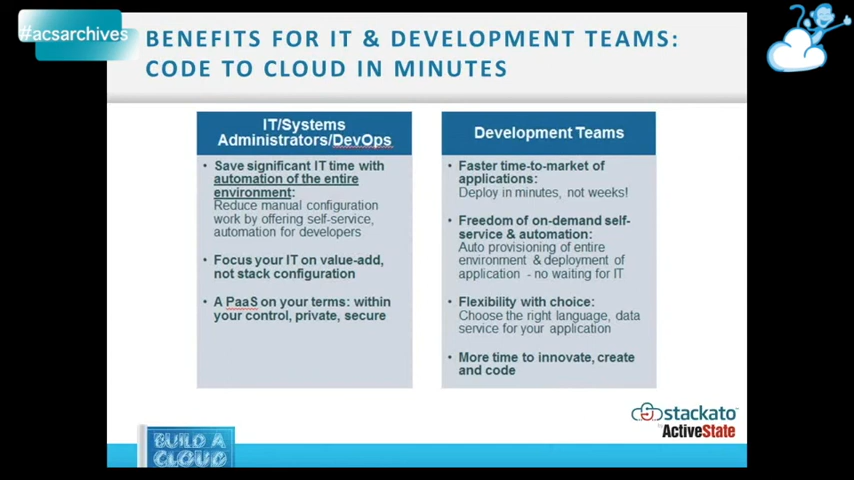 #acsarchives
BENEFITS FOR IT & DEVELOPMENT TEAMS:
CODE TO CLOUD IN MINUTES
IT/Systems
Administrators/DevOps
• Save significant IT time with
automation of the entire
environment:
Reduce manual configuration
work by offering self-service,
automation for developers
• Focus your IT on value-add,
not stack configuration
• A PaaS on your terms: within
your control, private, secure
Development Teams
• Faster time-to-market of
applications:
Deploy in minutes, not weeks!
• Freedom of on-demand self-
service & automation:
Auto provisioning of entire
environment & deployment of
application - no waiting for IT
• Flexibility with choice:
Choose the right language, data
service for your application
• More time to innovate, create
and code
stackato
by ActiveState
BUILD A
CLOUD